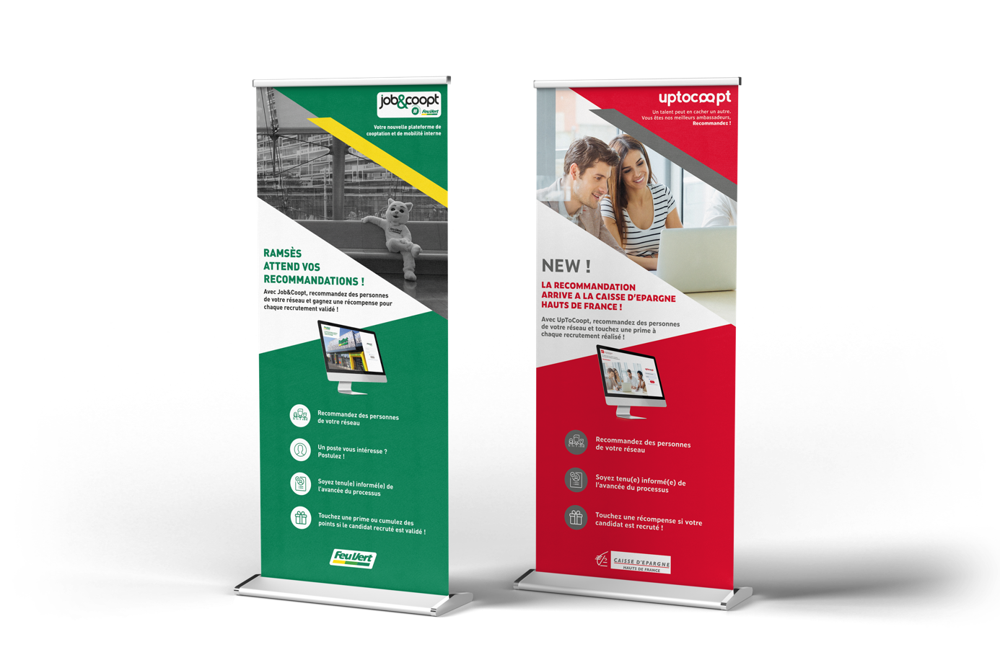 job&coopt
Feu Vert
Votre nouvelle plateforme de
cooptation et de mobilité interne
RAMSÈS
ATTEND VOS
RECOMMANDATIONS !
Avec Job&Coopt, recommandez des personnes
de votre réseau et gagnez une récompense pour
chaque recrutement validé !
Recommandez des personnes
de votre réseau
Un poste vous intéresse ?
Postulez !
Soyez tenu(e) informé(e) de
l'avancée du processus
Touchez une prime ou cumulez des
points si le candidat recruté est validé !
Feu Vert
uptocoopt
Un talent peut en cacher un autre.
Vous êtes nos meilleurs ambassadeurs,
Recommandez !
NEW !
LA RECOMMANDATION
ARRIVE A LA CAISSE D'EPARGNE
HAUTS DE FRANCE !
Avec UpToCoopt, recommandez des personnes
de votre réseau et touchez une prime à
chaque recrutement réalisé !
uptocoopt
Recommandez des personnes
de votre réseau
Soyez tenu(e) informé(e) de
l'avancée du processus
Touchez une récompense si votre
candidat est recruté !
CAISSE D'EPARGNE
HAUTS DE FRANCE